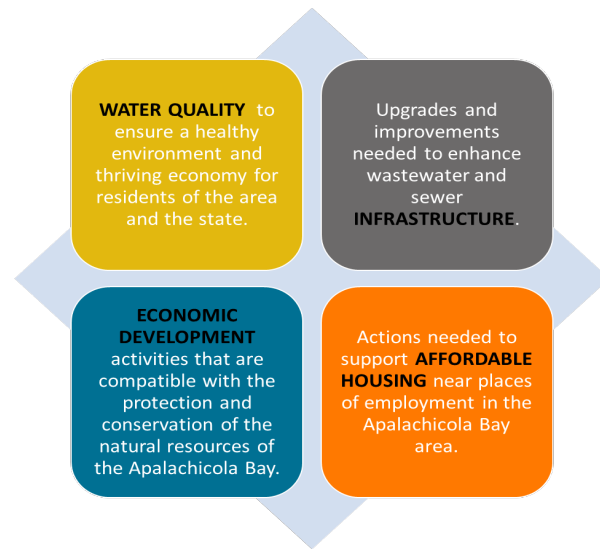 WATER QUALITY to
ensure a healthy
environment and
thriving economy for
residents of the area
and the state.
Upgrades and
improvements
needed to enhance
wastewater and
sewer
INFRASTRUCTURE.
ECONOMIC
DEVELOPMENT
activities that are
compatible with the
protection and
conservation of the
natural resources of
the Apalachicola Bay.
Actions needed to
support AFFORDABLE
HOUSING near places
of employment in the
Apalachicola Bay
area.